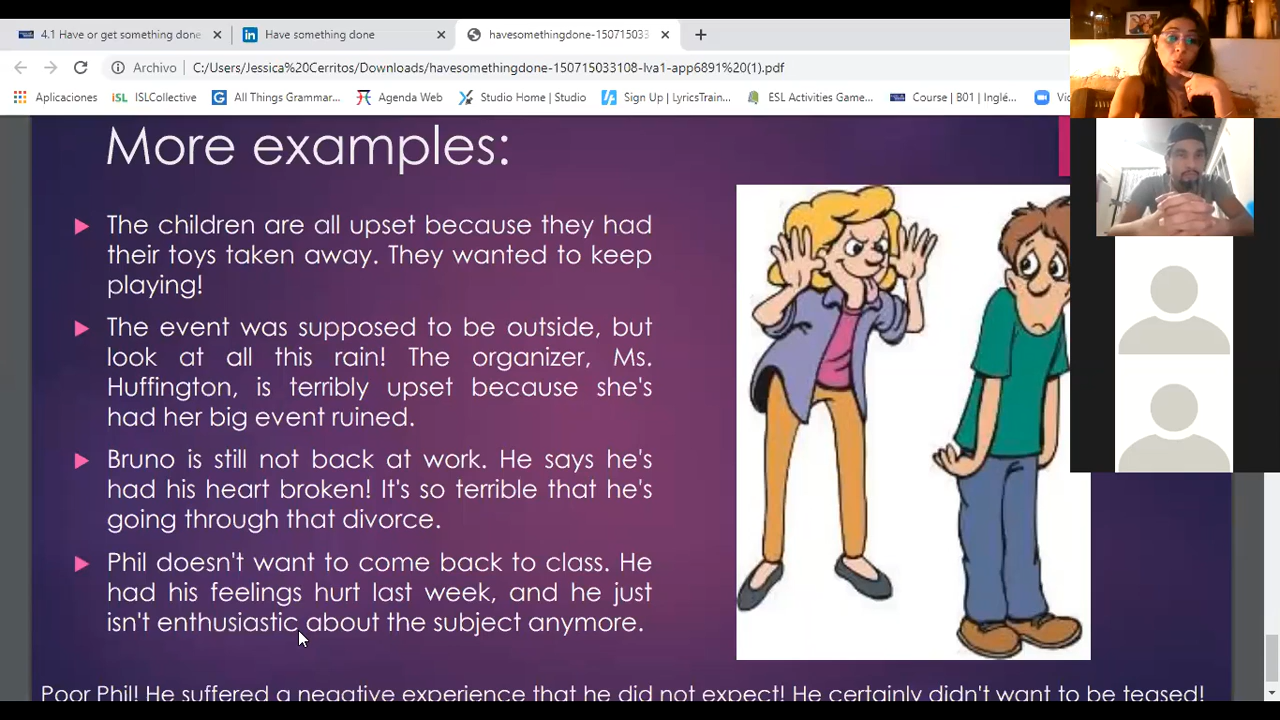 4.1 Have or get something done
Have something done
havesomethingdone-150715033
Archivo
C:/Users/Jessica%20Cerritos/Downloads/havesomethingdone-150715033108-lva1-app6891%20(1).pdf
Aplicaciones
iSL ISLCollective
All Things Grammar...
Agenda Web
Studio Home | Studio
Sign Up | LyricsTrain...
ESL Activities Game...
Course | B01 | Inglé...
More examples:
The children are all upset because they had
their toys taken away. They wanted to keep
playing!
The event was supposed to be outside, but
look at all this rain! The organizer, Ms.
Huffington, is terribly upset because she's
had her big event ruined.
Bruno is still not back at work. He says he's
had his heart broken! It's so terrible that he's
going through that divorce.
Phil doesn't want to come back to class. He
had his feelings hurt last week, and he just
isn't enthusiastic about the subject anymore.
Poor Phil! He suffered a negative experience that he did not expect! He certainly didn't want to be teased!